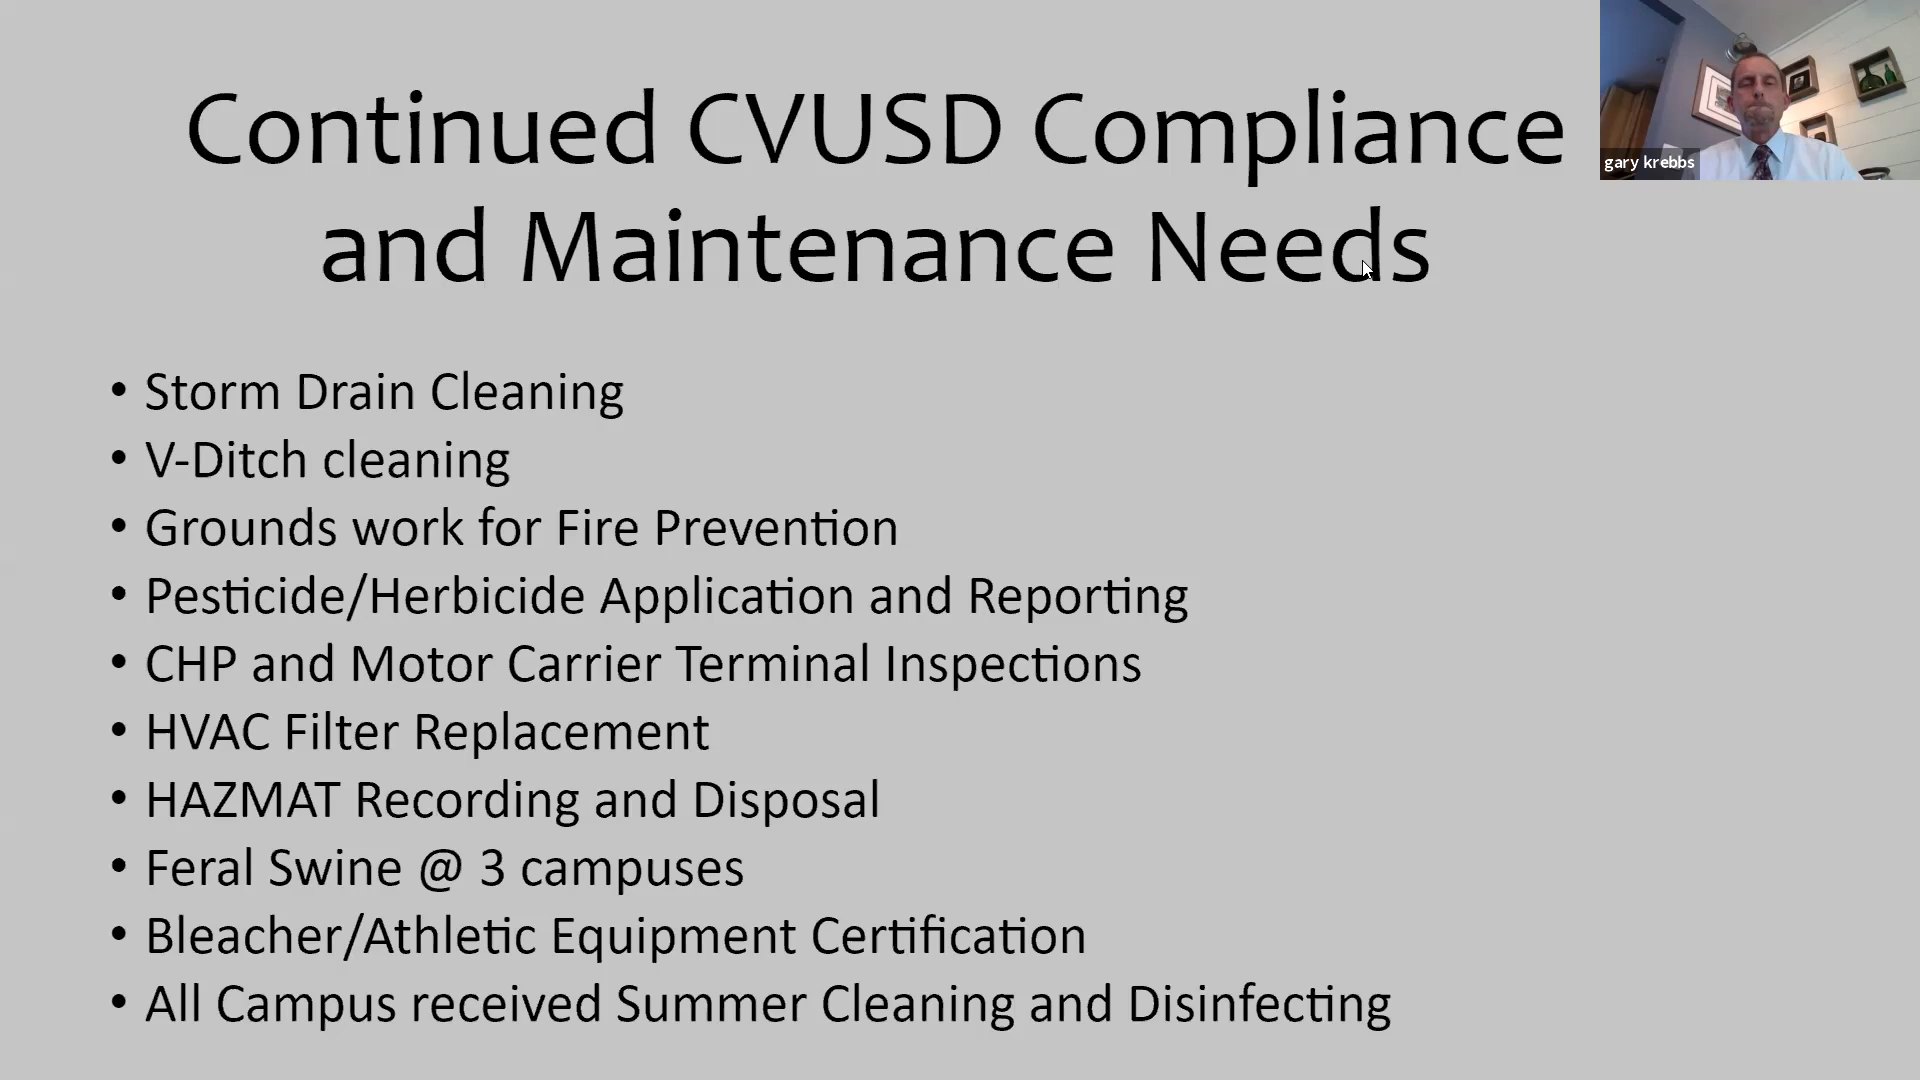 Continued CVUSD Compliance
and Maintenance Needs
gary krebbs
• Storm Drain Cleaning
• V-Ditch cleaning
• Grounds work for Fire Prevention
• Pesticide/Herbicide Application and Reporting
• CHP and Motor Carrier Terminal Inspections
• HVAC Filter Replacement
• HAZMAT Recording and Disposal
• Feral Swine @ 3 campuses
• Bleacher/Athletic Equipment Certification
• All Campus received Summer Cleaning and Disinfecting